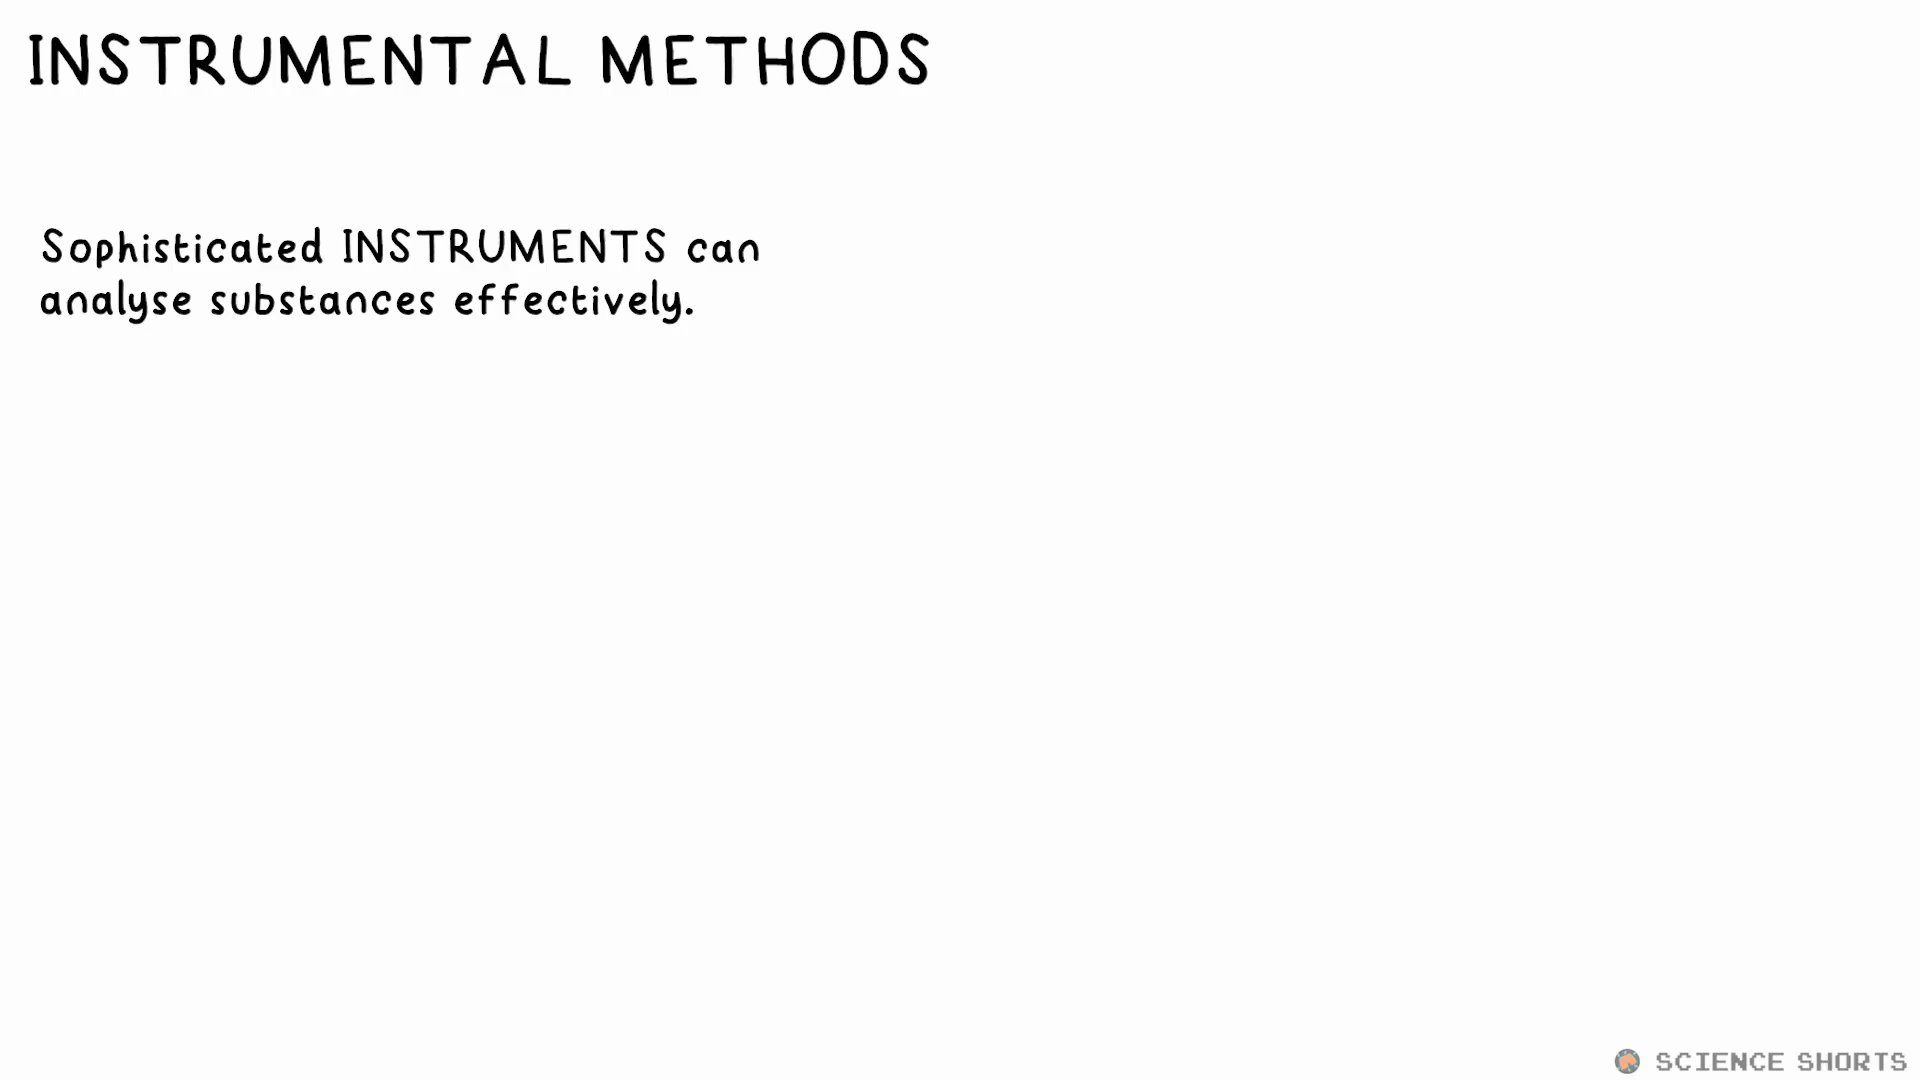 INSTRUMENTAL METHODS
Sophisticated INSTRUMENTS can
analyse substances effectively.
SCIENCE SHORTS